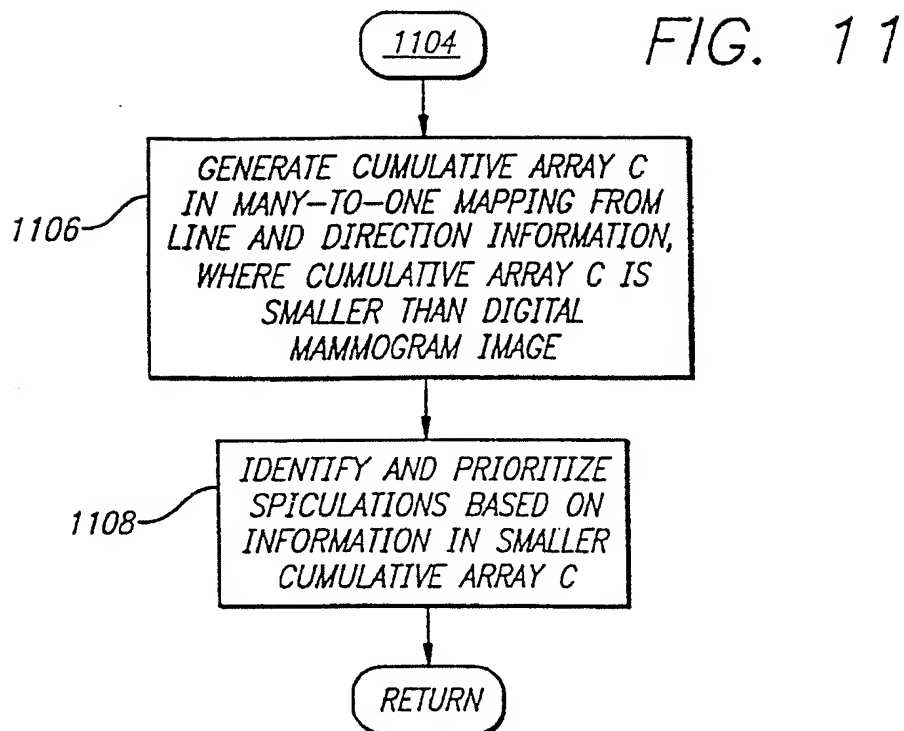 FIG. 11
1104
GENERATE CUMULATIVE ARRAY C
IN MANY-TO-ONE MAPPING FROM
LINE AND DIRECTION INFORMATION,
WHERE CUMULATIVE ARRAY C IS
SMALLER THAN DIGITAL
MAMMOGRAM IMAGE
1106
IDENTIFY AND PRIORITIZE
SPICULATIONS BASED ON
INFORMATION IN SMALLER
CUMULATIVE ARRAY C
1108
RETURN